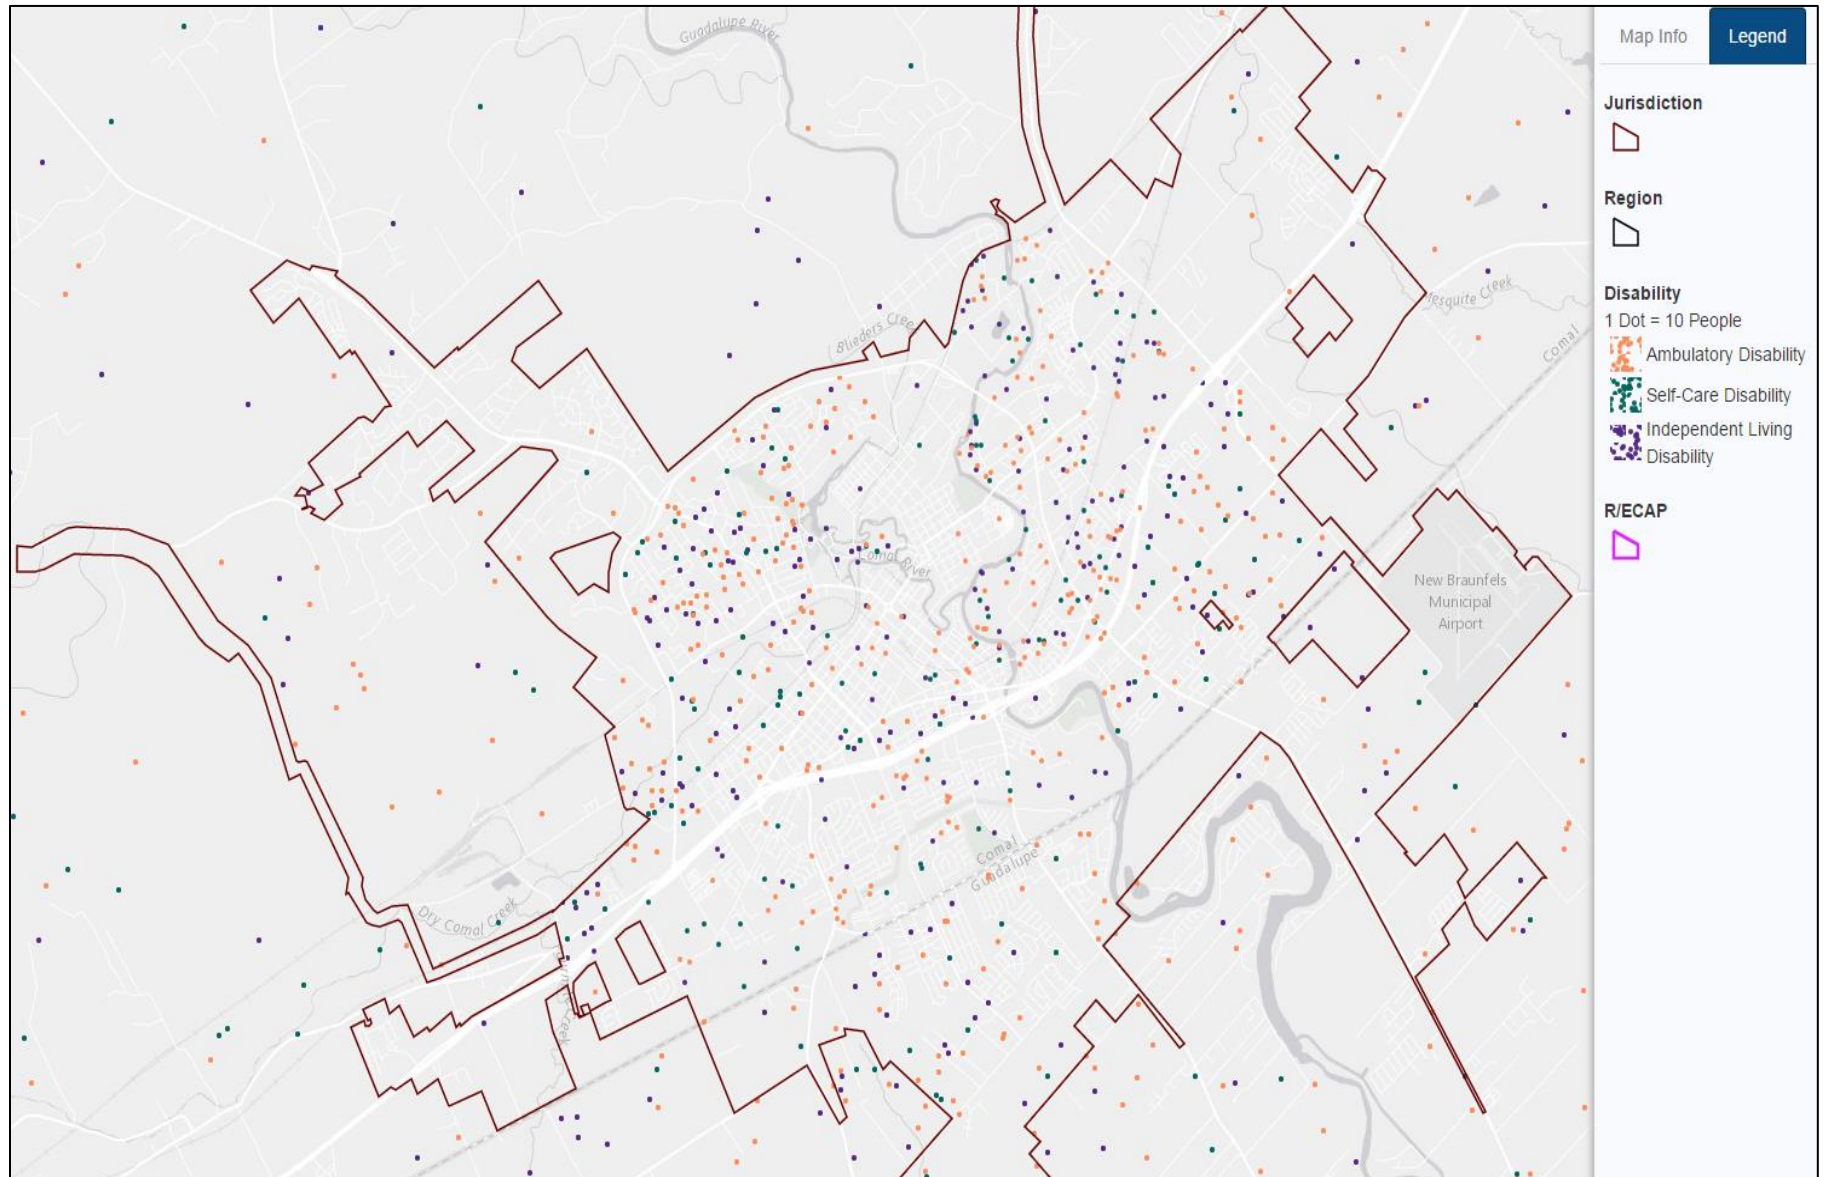 Guadalupe River
Map Info
Legend
Jurisdiction
Region
Mesquite Creek
Disability
1 Dot = 10 People
Blieders Creek
Comal
Ambulatory Disability
Self-Care Disability
Independent Living
Disability
R/ECAP
Comal River
New Braunfels
Municipal
Airport
Comal
Guadalupe
Dry Comal Creek
Creek